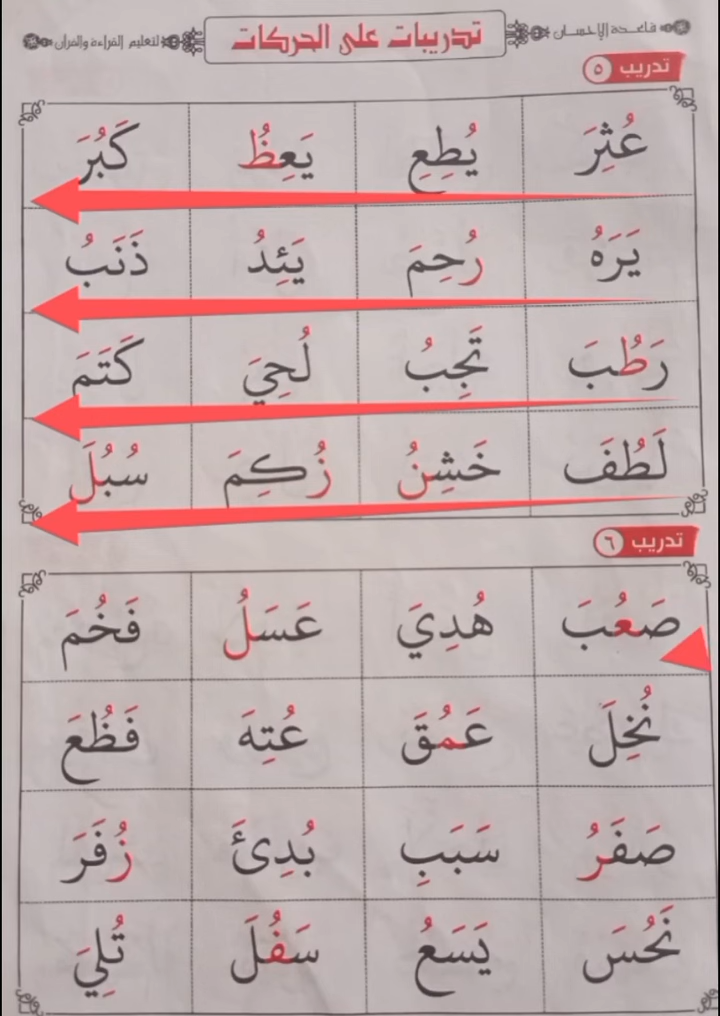 قاعدة الإحسان تدريبات على الحركات لتعليم القراءة والقرآن
تدريب ٥
عُثِرَ يُطِعِ يَعِظُ كَبُرَ
يَرَهُ رُحِمَ يَئِدُ ذَنَبُ
رَطُبَ تَجِبُ لُحِيَ كَتَمَ
لَطُفَ خَشِنُ زُكِمَ سُبُلَ
تدريب ٦
صَعُبَ هُدِيَ عَسَلُ فَخُمَ
نُخِلَ عَمُقَ عُتِهَ فَظُعَ
صَفَرُ سَبَبِ بُدِئَ زُفَرَ
نَحُسَ يَسَعُ سَفُلَ تُلِيَ